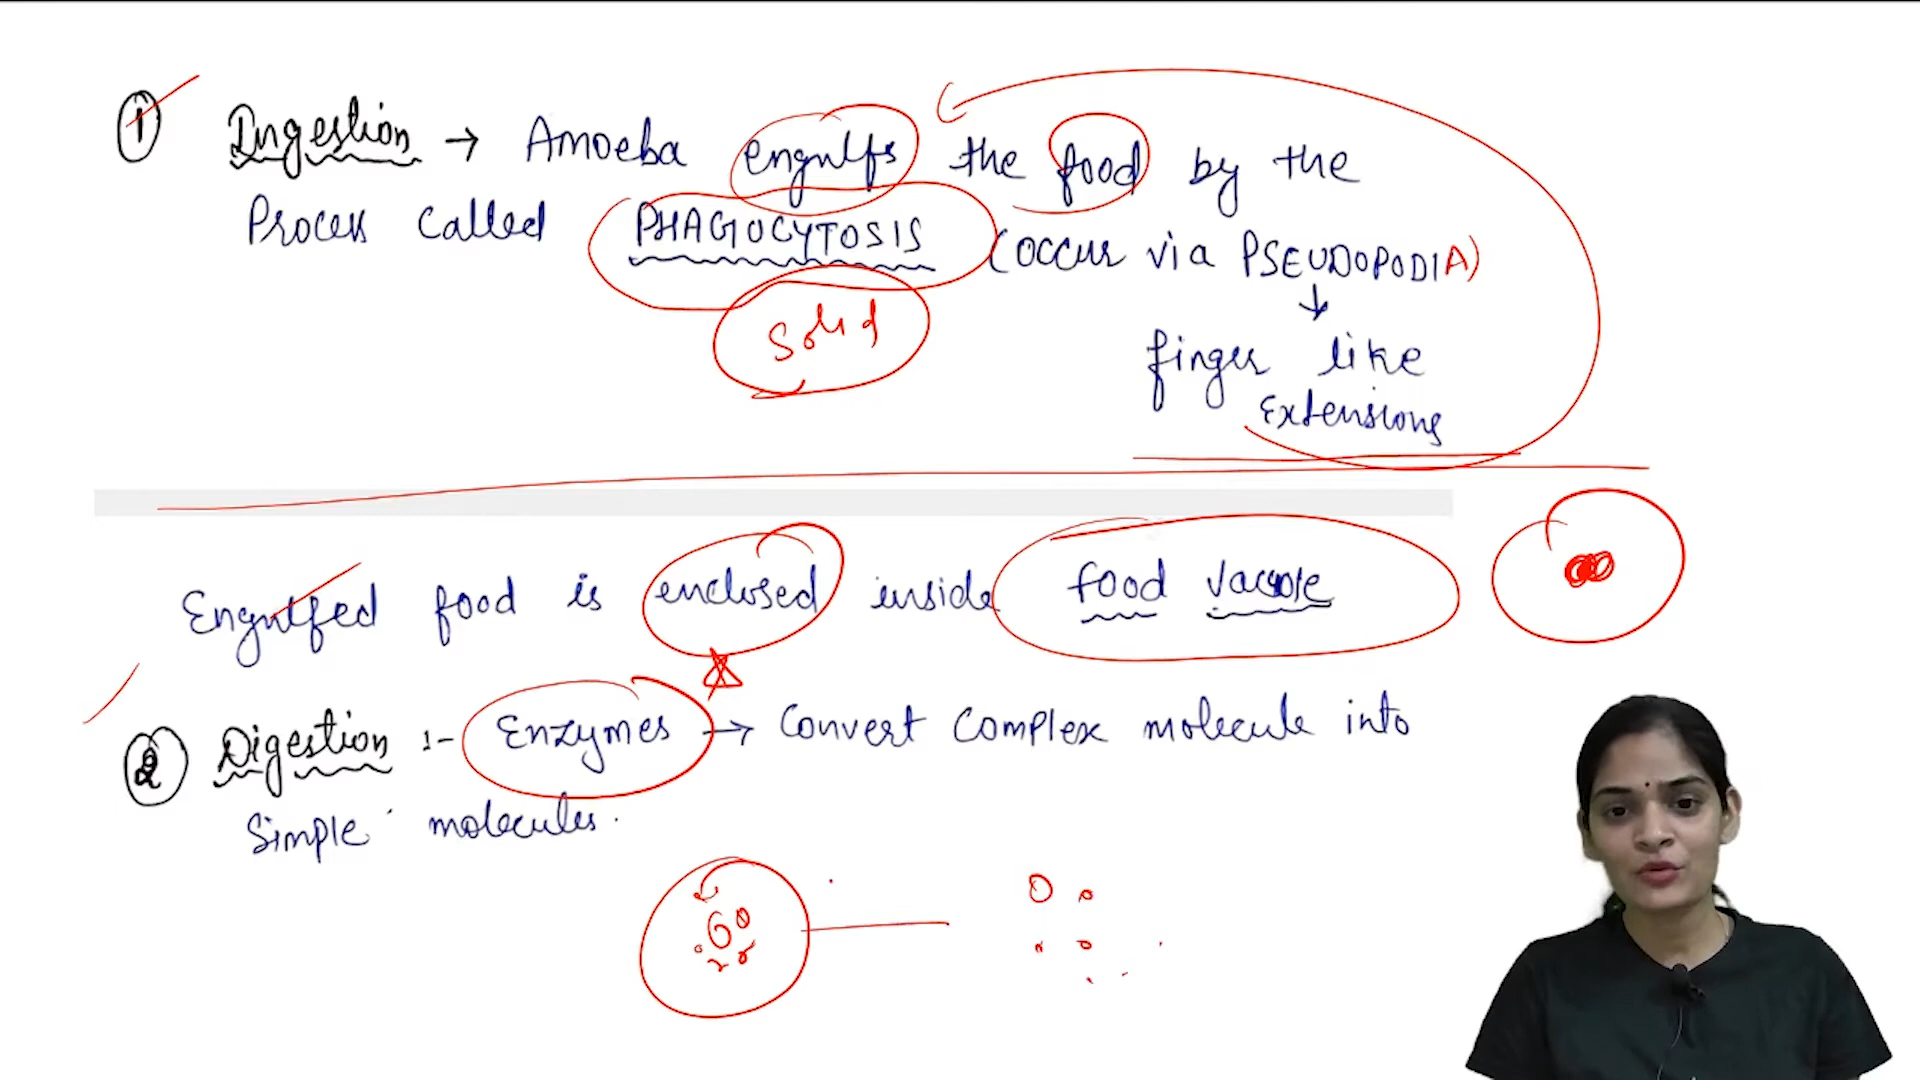 ① Ingestion → Amoeba engulfs the food by the
Process called PHAGOCYTOSIS (occur via PSEUDOPODIA)
↓
Solid
finger like
Extensions
Engulfed food is enclosed inside food vacuole
② Digestion :- Enzymes → Convert Complex molecule into
Simple molecules.